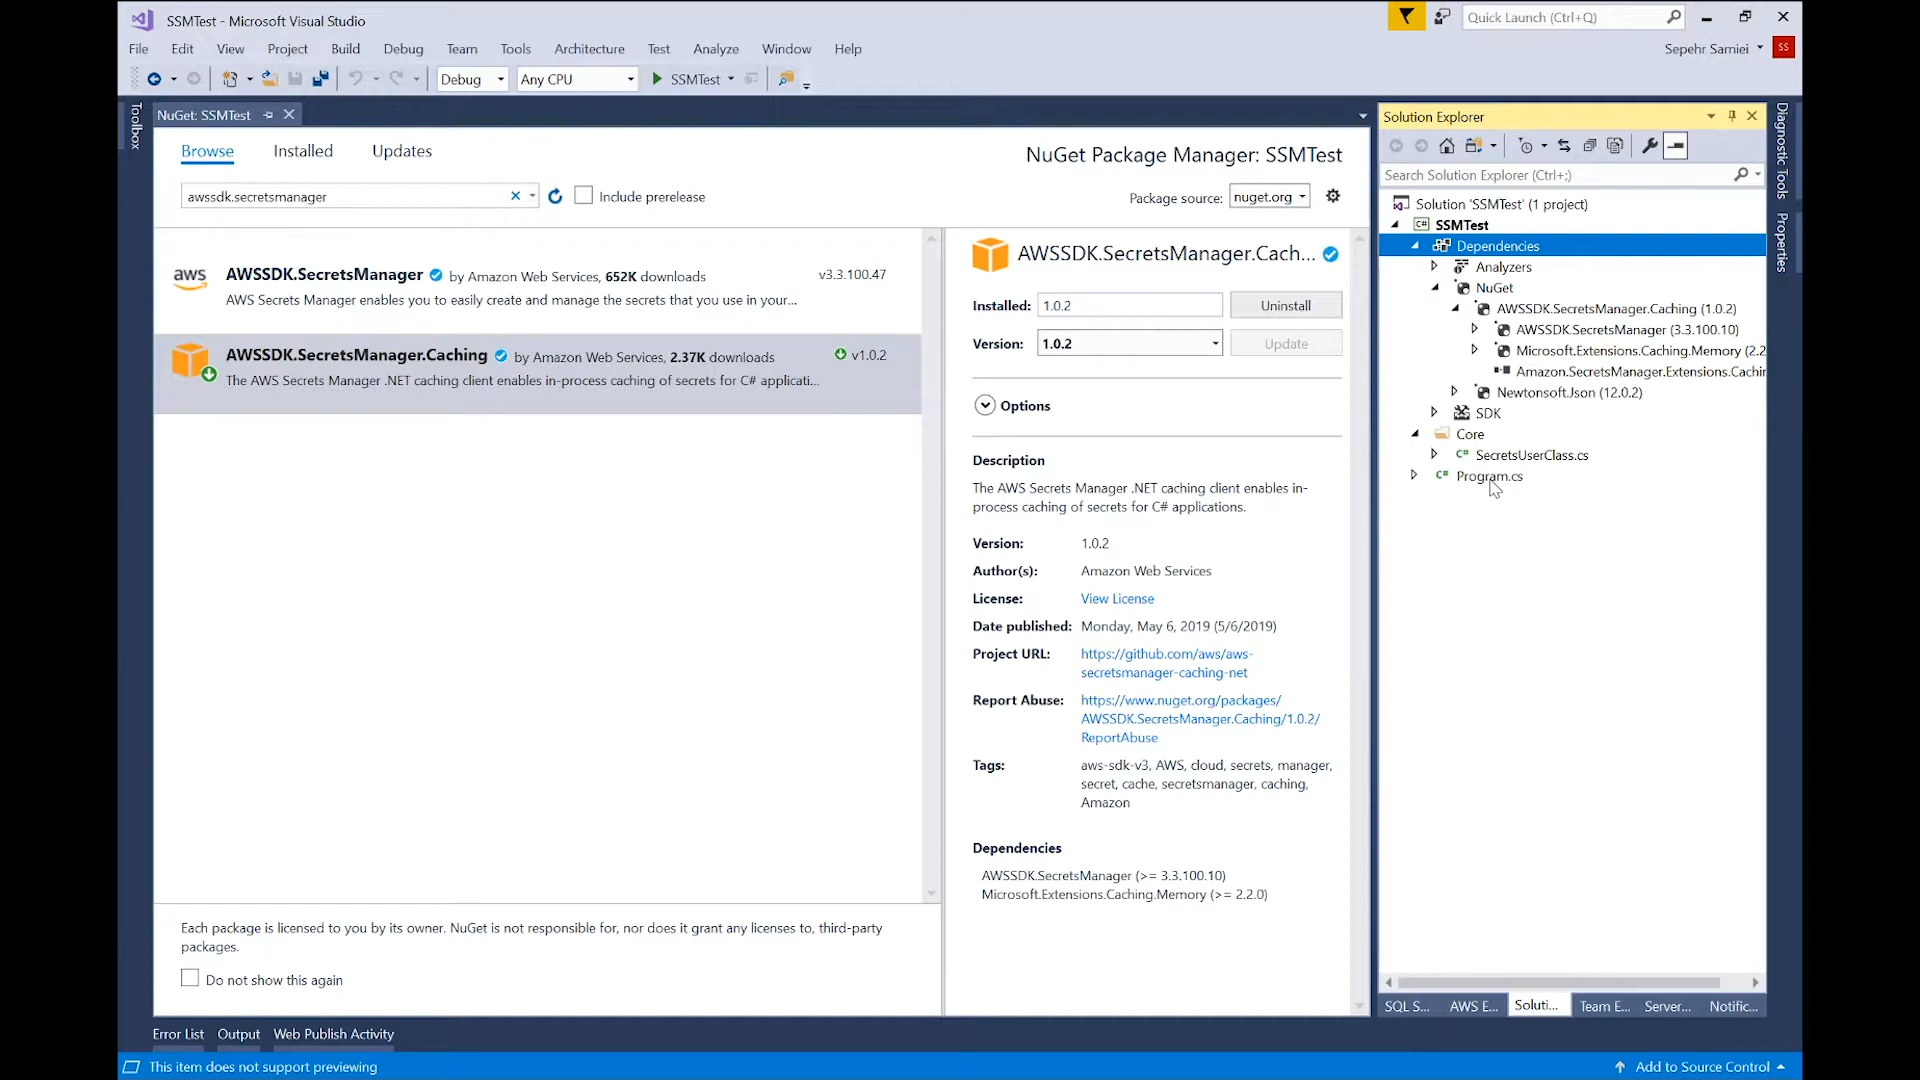 SSMTest - Microsoft Visual Studio
Quick Launch (Ctrl+Q)
File Edit View Project Build Debug Team Tools Architecture Test Analyze Window Help
Sepehr Samiei
SS
Debug Any CPU SSMTest
Toolbox
NuGet: SSMTest
Browse Installed Updates
NuGet Package Manager: SSMTest
awssdk.secretsmanager
Include prerelease
Package source: nuget.org
aws
AWSSDK.SecretsManager by Amazon Web Services, 652K downloads
v3.3.100.47
AWS Secrets Manager enables you to easily create and manage the secrets that you use in your...
AWSSDK.SecretsManager.Caching by Amazon Web Services, 2.37K downloads
v1.0.2
The AWS Secrets Manager .NET caching client enables in-process caching of secrets for C# applicati...
Each package is licensed to you by its owner. NuGet is not responsible for, nor does it grant any licenses to, third-party
packages.
Do not show this again
AWSSDK.SecretsManager.Cach...
Installed: 1.0.2 Uninstall
Version: 1.0.2 Update
Options
Description
The AWS Secrets Manager .NET caching client enables in-
process caching of secrets for C# applications.
Version: 1.0.2
Author(s): Amazon Web Services
License: View License
Date published: Monday, May 6, 2019 (5/6/2019)
Project URL: https://github.com/aws/aws-
secretsmanager-caching-net
Report Abuse: https://www.nuget.org/packages/
AWSSDK.SecretsManager.Caching/1.0.2/
ReportAbuse
Tags: aws-sdk-v3, AWS, cloud, secrets, manager,
secret, cache, secretsmanager, caching,
Amazon
Dependencies
AWSSDK.SecretsManager (>= 3.3.100.10)
Microsoft.Extensions.Caching.Memory (>= 2.2.0)
Solution Explorer
Search Solution Explorer (Ctrl+;)
Solution 'SSMTest' (1 project)
C# SSMTest
Dependencies
Analyzers
NuGet
AWSSDK.SecretsManager.Caching (1.0.2)
AWSSDK.SecretsManager (3.3.100.10)
Microsoft.Extensions.Caching.Memory (2.2
Amazon.SecretsManager.Extensions.Cachin
Newtonsoft.Json (12.0.2)
SDK
Core
C# SecretsUserClass.cs
C# Program.cs
SQL S... AWS E... Soluti... Team E... Server... Notific...
Diagnostic Tools
Properties
Error List Output Web Publish Activity
This item does not support previewing
Add to Source Control